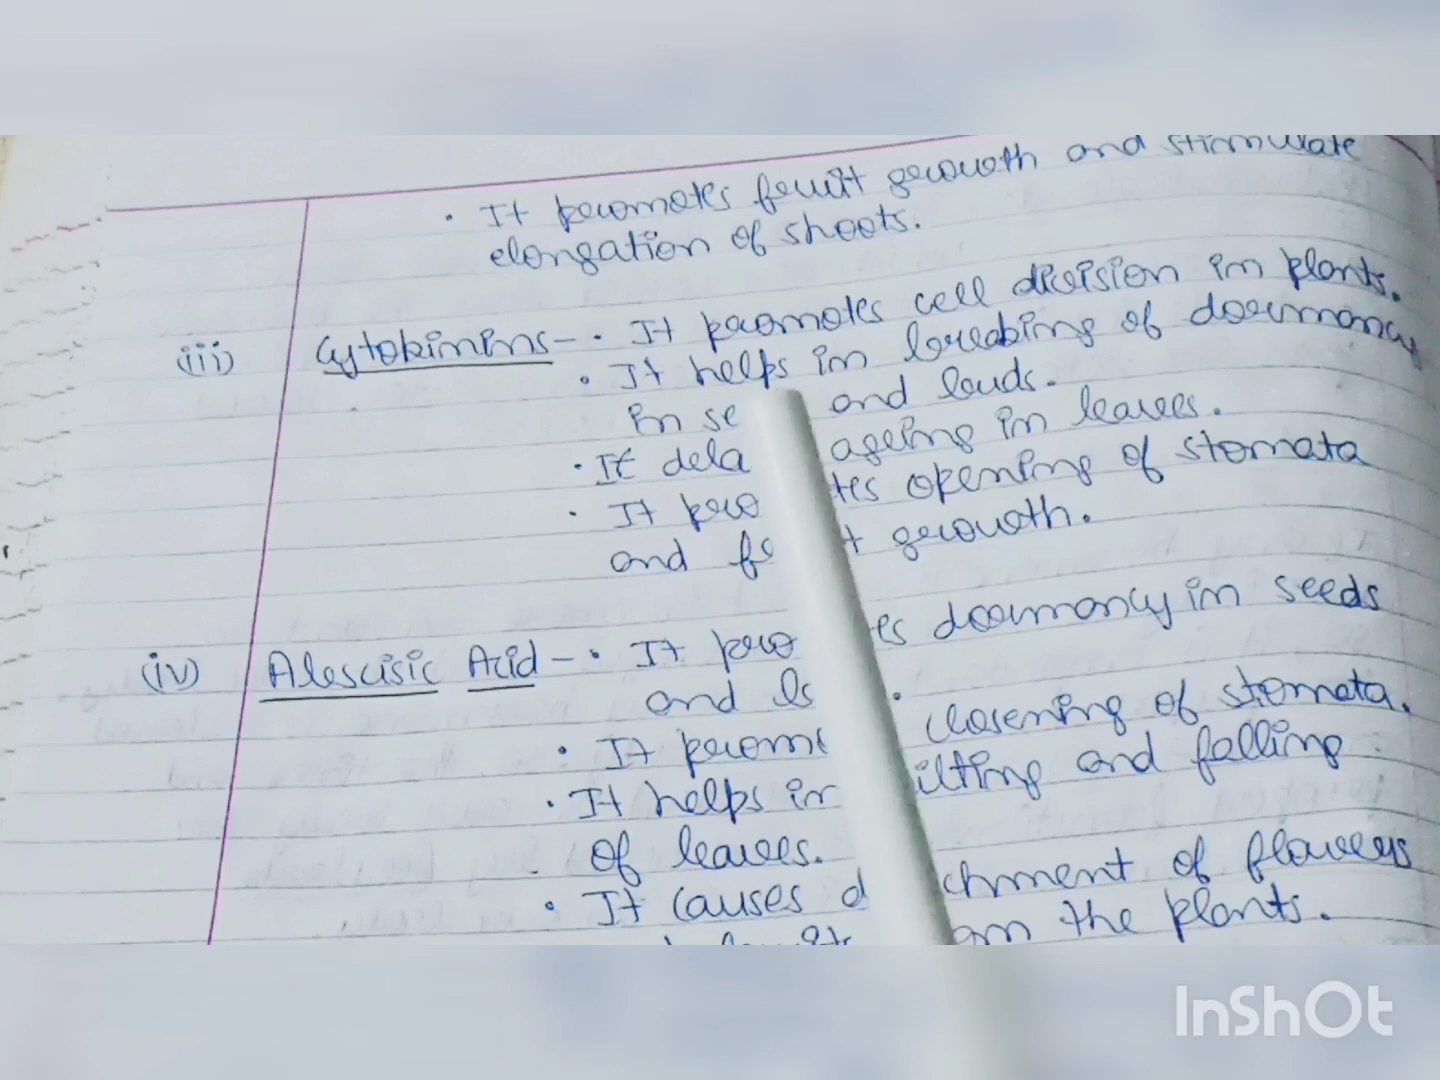 • It promotes fruit growth and stimulate
elongation of shoots.
(iii) Cytokinins - • It promotes cell division in plants.
• It helps in breaking of dormancy
in se and buds.
• It dela ageing in leaves.
• It pro tes opening of stomata
and f t growth.
(iv) Abscisic Acid - • It pro es dormancy in seeds
and
• It prom closening of stomata.
• It helps in ilting and falling
of leaves.
• It causes d chment of flowers
om the plants.
InShOt